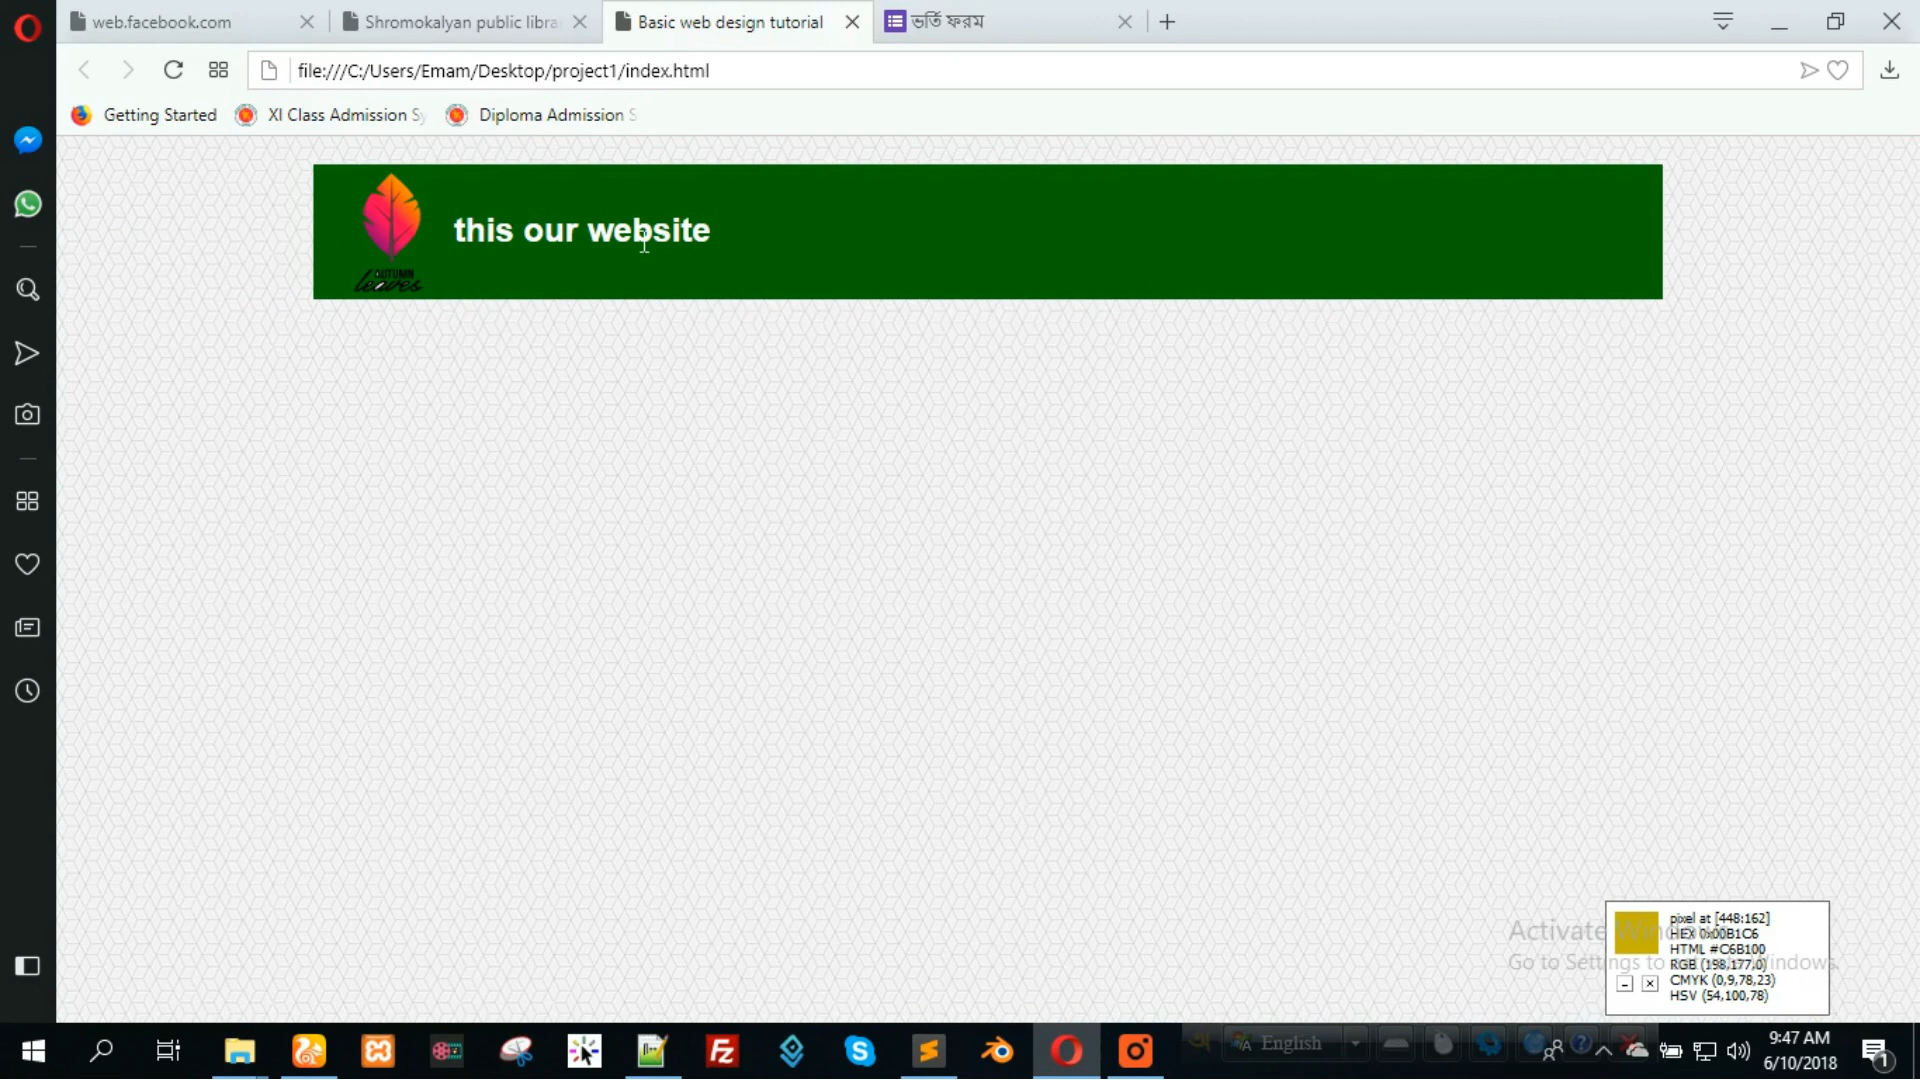 web.facebook.com
Shromokalyan public libra
Basic web design tutorial
ভর্তি ফরম
file:///C:/Users/Emam/Desktop/project1/index.html
Getting Started
XI Class Admission Sy
Diploma Admission S
this our website
AUTUMN
leaves
Activate Windows
Go to Settings to activate Windows.
pixel at [448:162]
HEX 0x00B1C6
HTML #C6B100
RGB (198,177,0)
CMYK (0,9,78,23)
HSV (54,100,78)
English
9:47 AM
6/10/2018
1